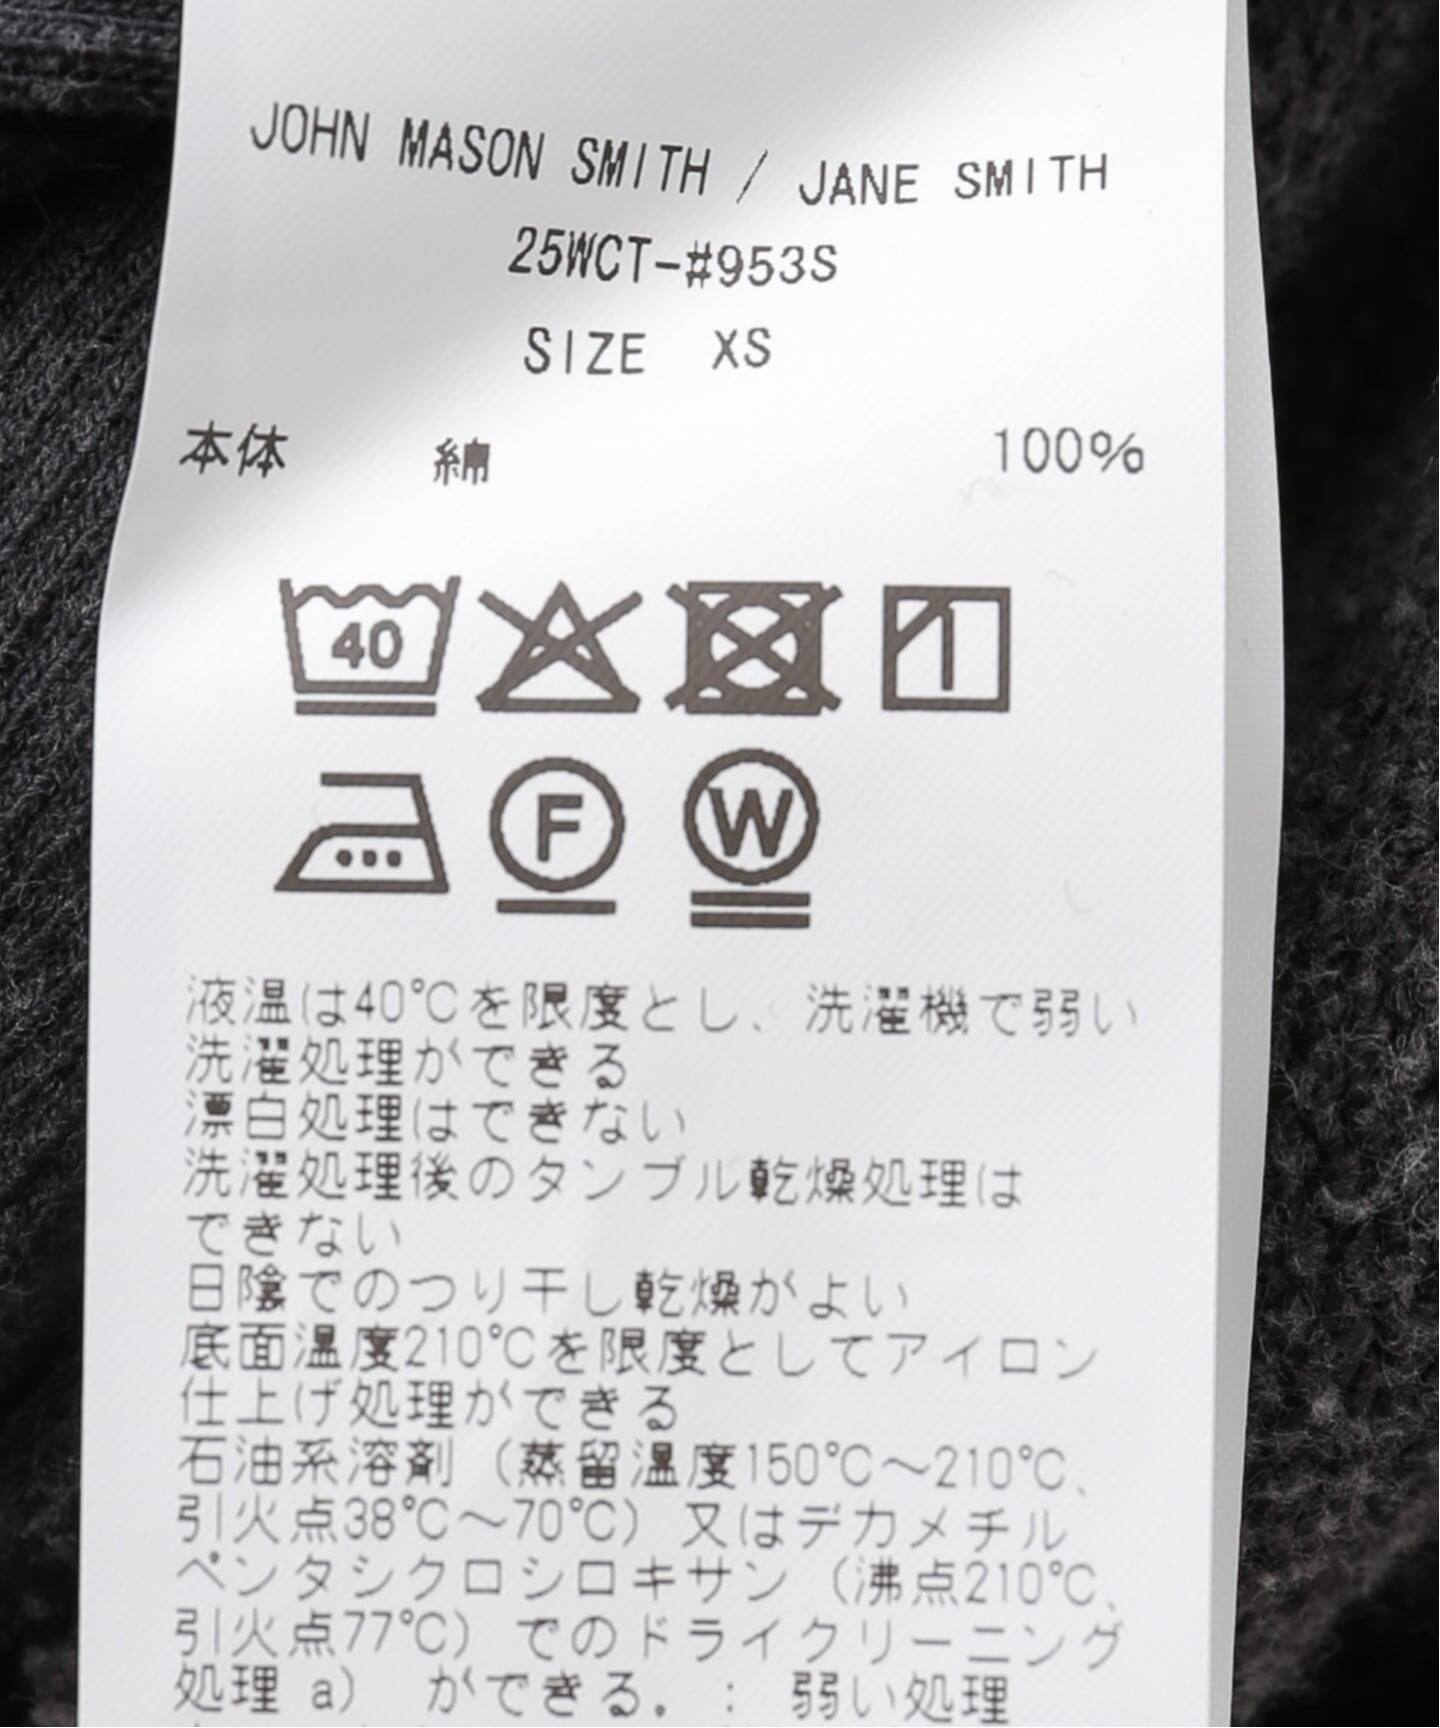 JOHN MASON SMITH / JANE SMITH
25WCT-#953S
SIZE XS
本体 綿 100%
40
F W
液温は40℃を限度とし、洗濯機で弱い
洗濯処理ができる
漂白処理はできない
洗濯処理後のタンブル乾燥処理は
できない
日陰でのつり干し乾燥がよい
底面温度210℃を限度としてアイロン
仕上げ処理ができる
石油系溶剤（蒸留温度150℃～210℃、
引火点38℃～70℃）又はデカメチル
ペンタシクロシロキサン（沸点210℃、
引火点77℃）でのドライクリーニング
処理 a） ができる。： 弱い処理